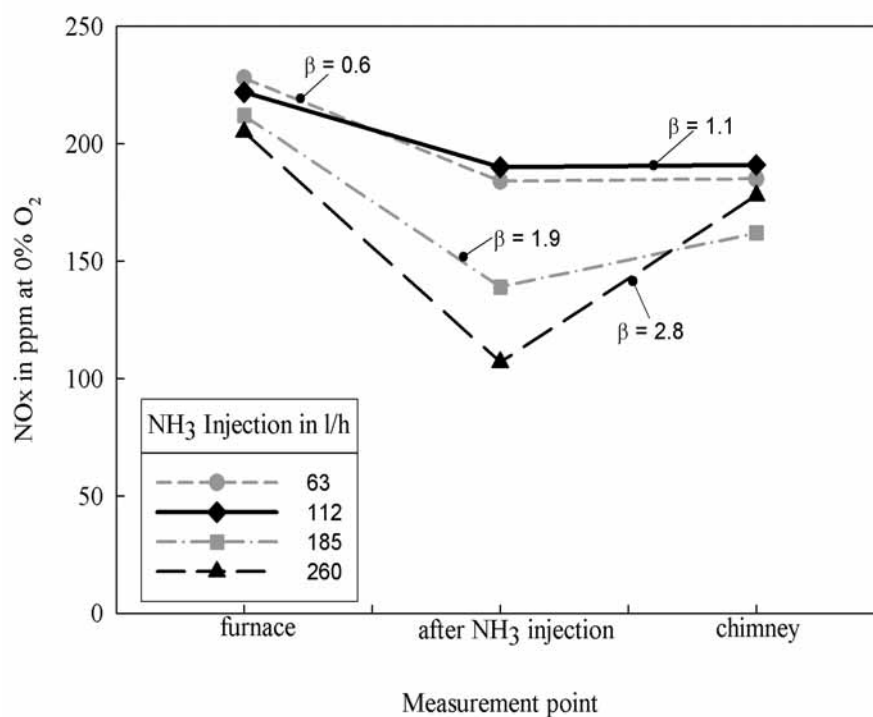 NOx in ppm at 0% O₂
250
200
150
100
50
0
β = 0.6
β = 1.1
β = 1.9
β = 2.8
NH₃ Injection in l/h
63
112
185
260
furnace
after NH₃ injection
chimney
Measurement point